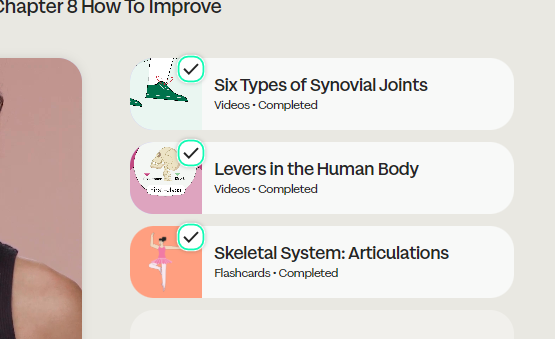 Chapter 8 How To Improve
Six Types of Synovial Joints
Videos • Completed
Levers in the Human Body
Videos • Completed
Skeletal System: Articulations
Flashcards • Completed